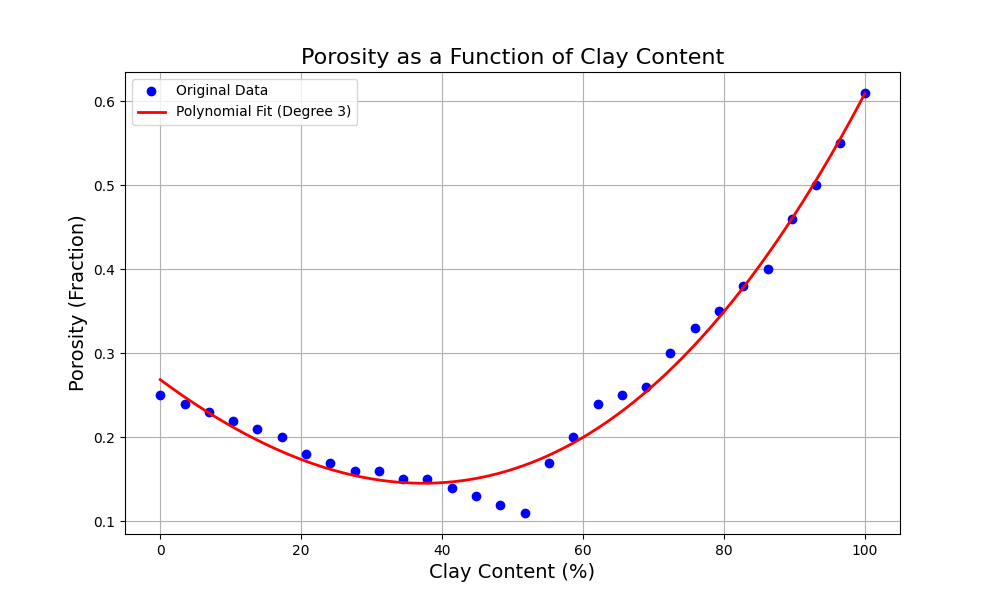 Porosity as a Function of Clay Content
Original Data
Polynomial Fit (Degree 3)
Porosity (Fraction)
0.6
0.5
0.4
0.3
0.2
0.1
0 20 40 60 80 100
Clay Content (%)